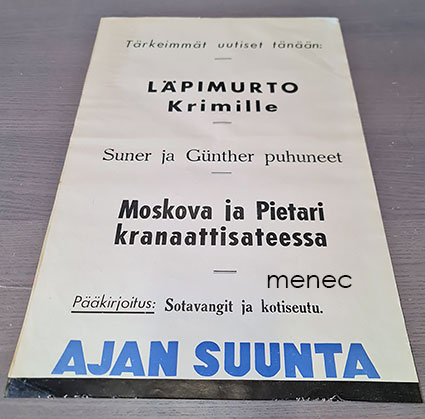 Tärkeimmät uutiset tänään:
LÄPIMURTO
Krimille
Suner ja Günther puhuneet
Moskova ja Pietari
kranaattisateessa
menec
Pääkirjoitus: Sotavangit ja kotiseutu.
AJAN SUUNTA